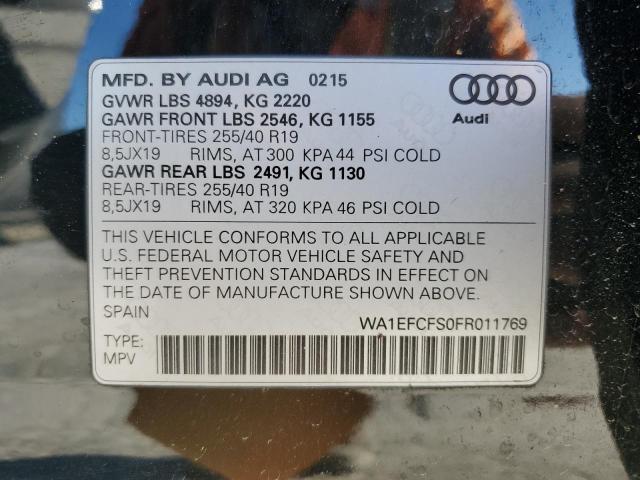 MFD. BY AUDI AG 0215
GVWR LBS 4894, KG 2220
GAWR FRONT LBS 2546, KG 1155
FRONT-TIRES 255/40 R19
8,5JX19 RIMS, AT 300 KPA 44 PSI COLD
GAWR REAR LBS 2491, KG 1130
REAR-TIRES 255/40 R19
8,5JX19 RIMS, AT 320 KPA 46 PSI COLD
Audi
THIS VEHICLE CONFORMS TO ALL APPLICABLE
U.S. FEDERAL MOTOR VEHICLE SAFETY AND
THEFT PREVENTION STANDARDS IN EFFECT ON
THE DATE OF MANUFACTURE SHOWN ABOVE.
SPAIN
WA1EFCFS0FR011769
TYPE:
MPV